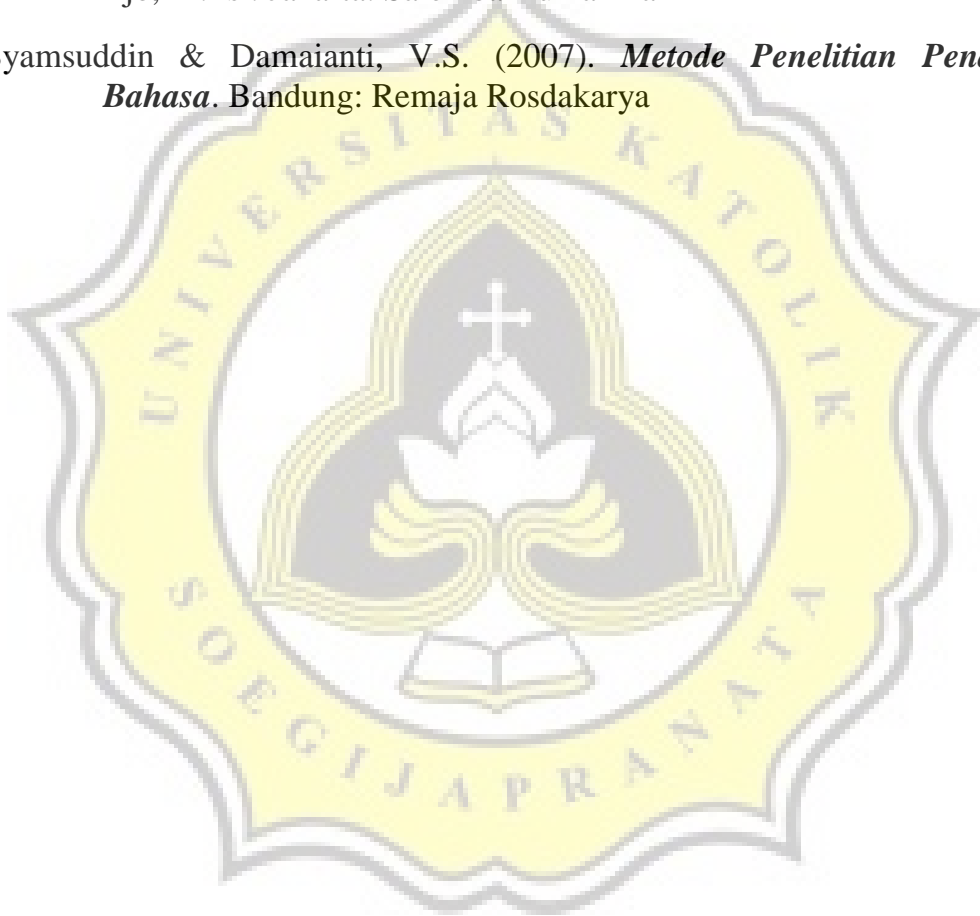 yamsuddin & Damaianti, V.S. (2007). Metode Penelitian Pen
Bahasa. Bandung: Remaja Rosdakarya
UNIVERSITAS KATOLIK
SOEGIJAPRANATA